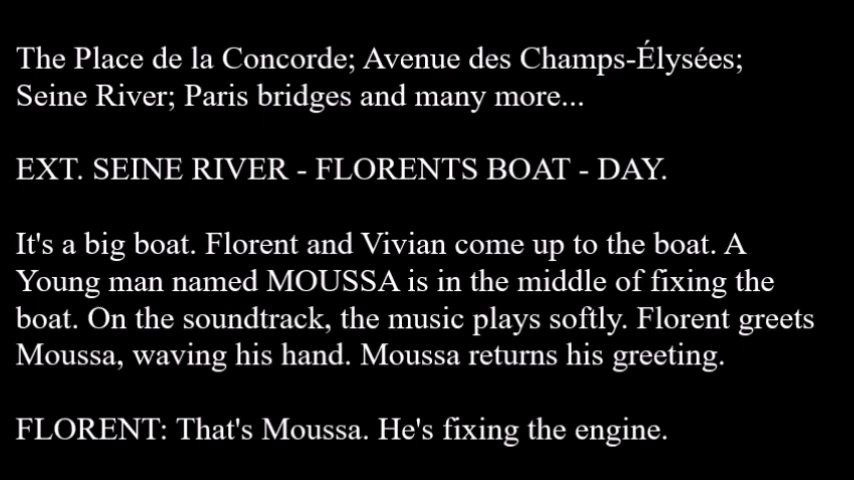 The Place de la Concorde; Avenue des Champs-Élysées;
Seine River; Paris bridges and many more...
EXT. SEINE RIVER - FLORENTS BOAT - DAY.
It's a big boat. Florent and Vivian come up to the boat. A
Young man named MOUSSA is in the middle of fixing the
boat. On the soundtrack, the music plays softly. Florent greets
Moussa, waving his hand. Moussa returns his greeting.
FLORENT: That's Moussa. He's fixing the engine.